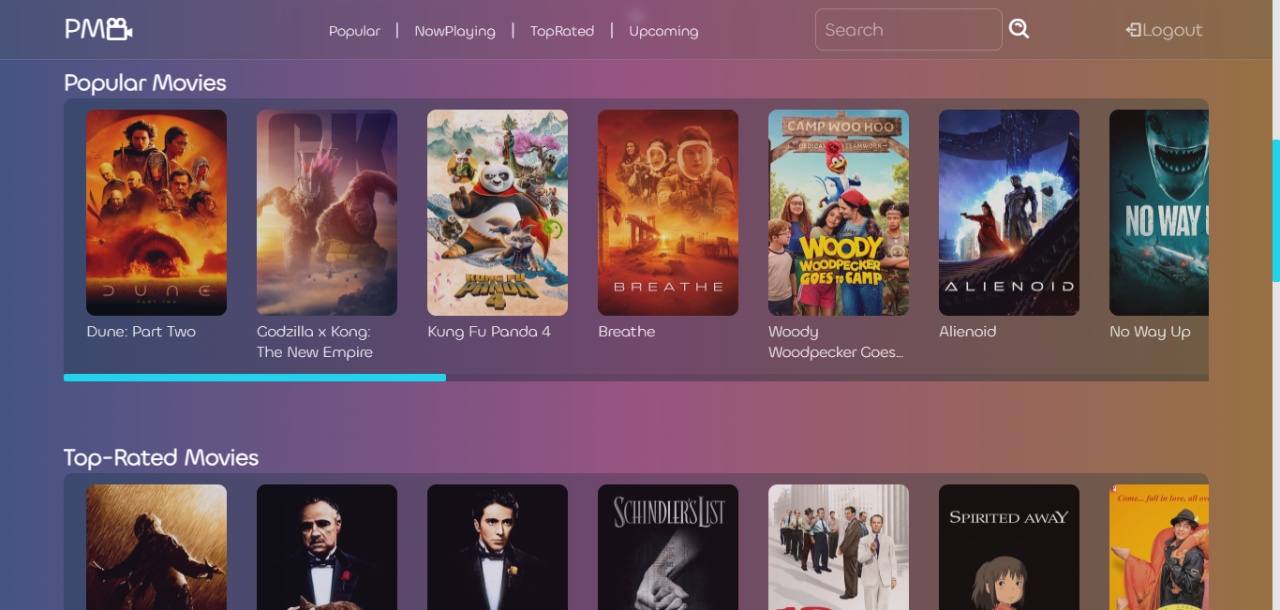 PM
Popular | NowPlaying | TopRated | Upcoming
Search
Logout
Popular Movies
CAMP WOO HOO
DEDICATED TEAMWORK
GK
DUNE
PART TWO
KUNG FU
PANDA
4
BREATHE
WOODY
WOODPECKER
GOES TO CAMP
ALIENOID
NO WAY U
Dune: Part Two
Godzilla x Kong:
The New Empire
Kung Fu Panda 4
Breathe
Woody
Woodpecker Goes...
Alienoid
No Way Up
Top-Rated Movies
SCHINDLER'S LIST
SPIRITED AWAY
Come... fall in love, all ov